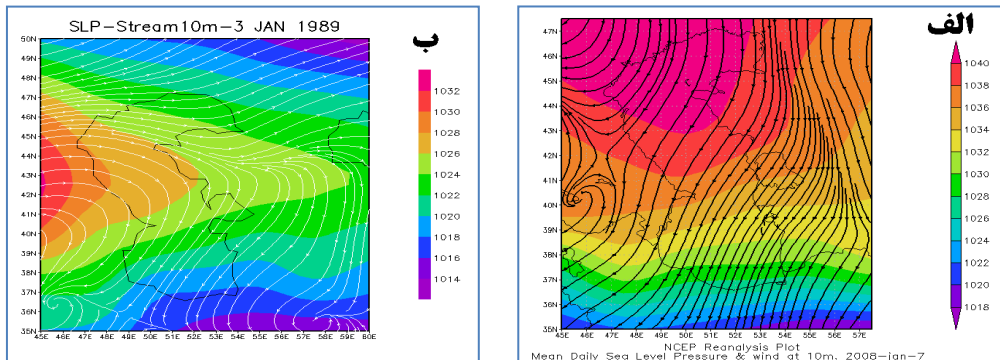 SLP-Stream10m-3 JAN 1989
ب
50N
49N
48N
47N
46N
45N
44N
43N
42N
41N
40N
39N
38N
37N
36N
35N
45E 46E 47E 48E 49E 50E 51E 52E 53E 54E 55E 56E 57E 58E 59E 60E
1032
1030
1028
1026
1024
1022
1020
1018
1016
1014
الف
47N
46N
45N
44N
43N
42N
41N
40N
39N
38N
37N
36N
35N
45E 46E 47E 48E 49E 50E 51E 52E 53E 54E 55E 56E 57E
1040
1038
1036
1034
1032
1030
1028
1026
1024
1022
1020
1018
NCEP Reanalysis Plot
Mean Daily Sea Level Pressure & wind at 10m. 2008-jan-7